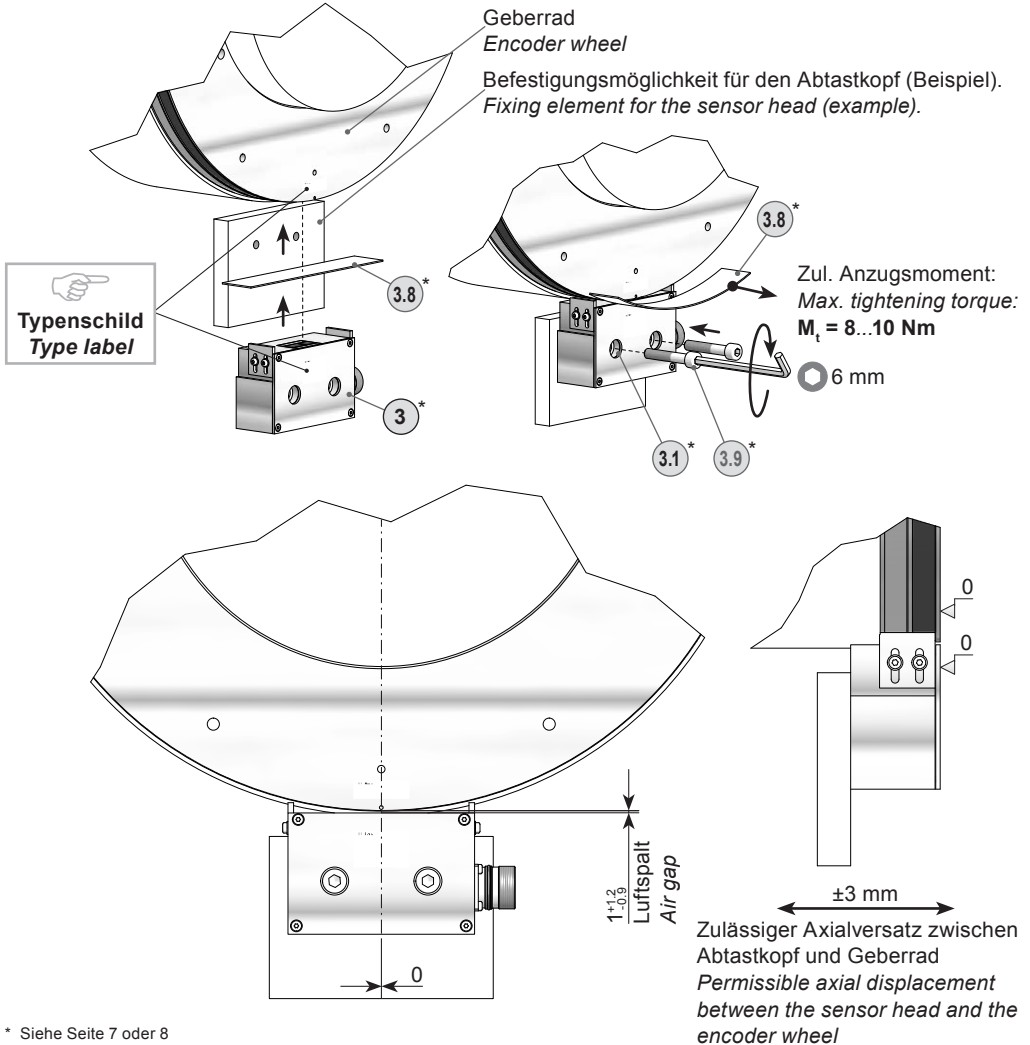 Geberrad
Encoder wheel
Befestigungsmöglichkeit für den Abtastkopf (Beispiel).
Fixing element for the sensor head (example).
3.8*
Typenschild
Type label
3*
3.8*
Zul. Anzugsmoment:
Max. tightening torque:
Mt = 8...10 Nm
6 mm
3.1*
3.9*
0
0
1 +1.2 -0.9
Luftspalt
Air gap
0
±3 mm
Zulässiger Axialversatz zwischen
Abtastkopf und Geberrad
Permissible axial displacement
between the sensor head and the
encoder wheel
* Siehe Seite 7 oder 8